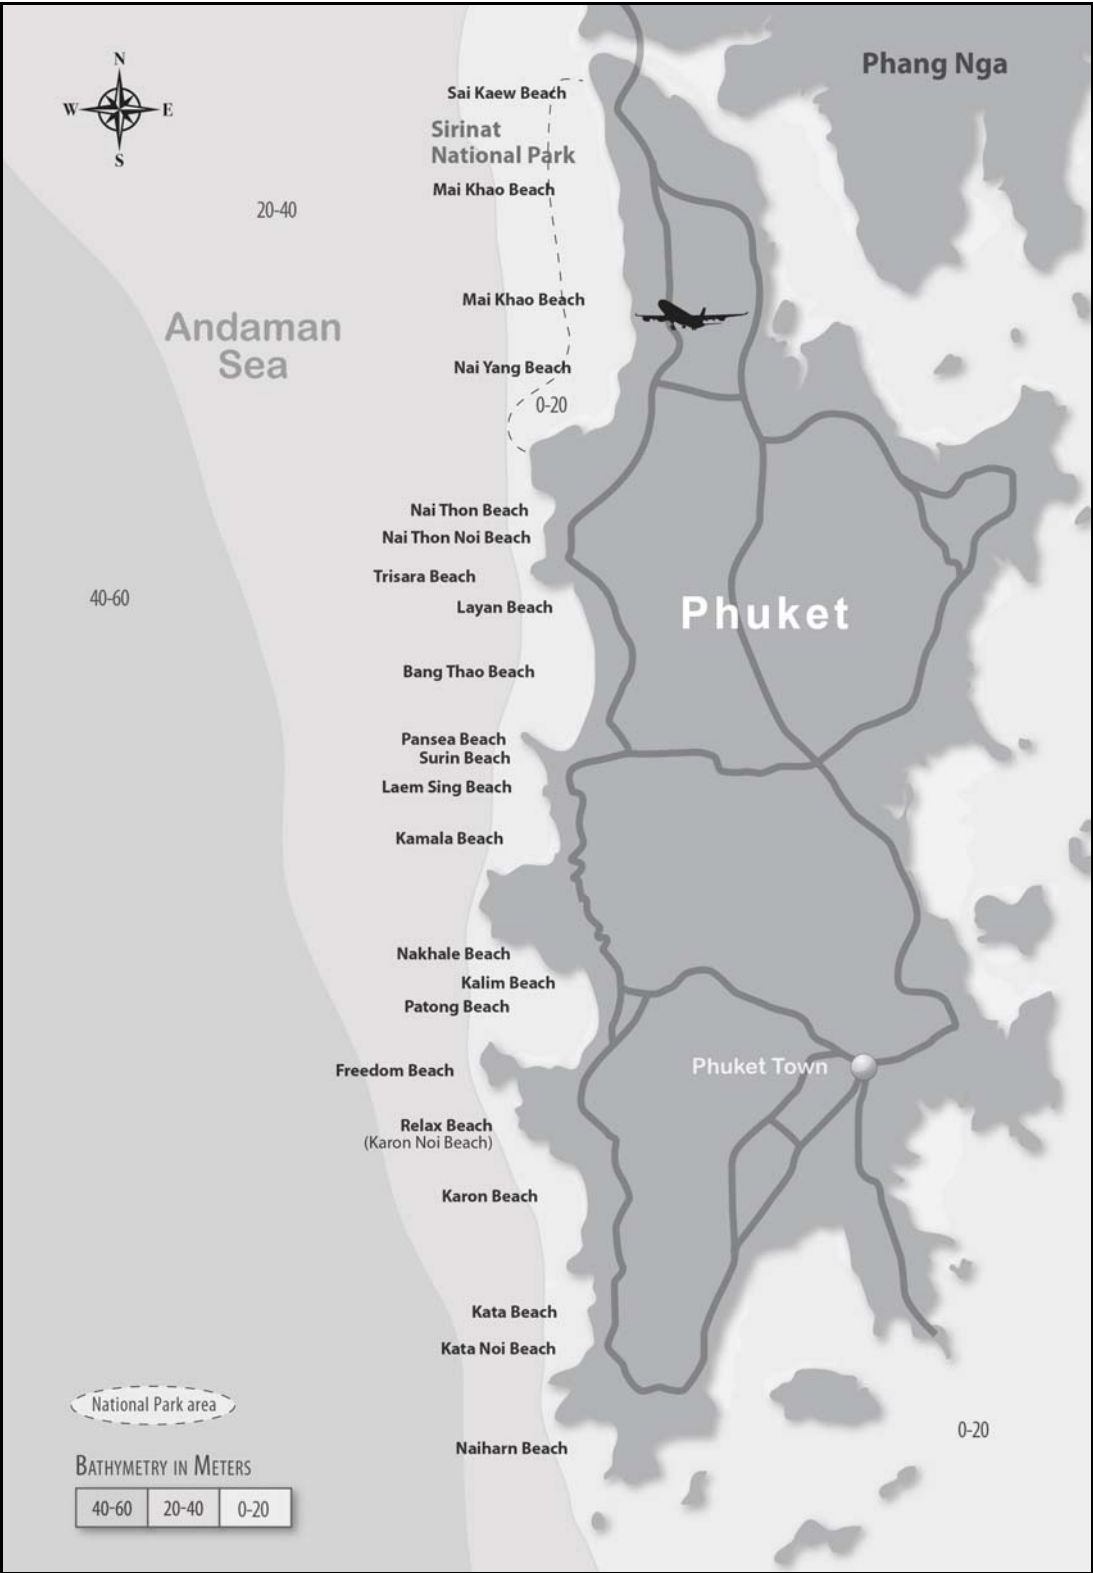 N
W E
S
Phang Nga
Sai Kaew Beach
Sirinat
National Park
Mai Khao Beach
20-40
Mai Khao Beach
Andaman
Sea
Nai Yang Beach
0-20
Nai Thon Beach
Nai Thon Noi Beach
Trisara Beach
40-60
Layan Beach
Phuket
Bang Thao Beach
Pansea Beach
Surin Beach
Laem Sing Beach
Kamala Beach
Nakhale Beach
Kalim Beach
Patong Beach
Phuket Town
Freedom Beach
Relax Beach
(Karon Noi Beach)
Karon Beach
Kata Beach
Kata Noi Beach
National Park area
0-20
Naiharn Beach
BATHYMETRY IN METERS
40-60 20-40 0-20